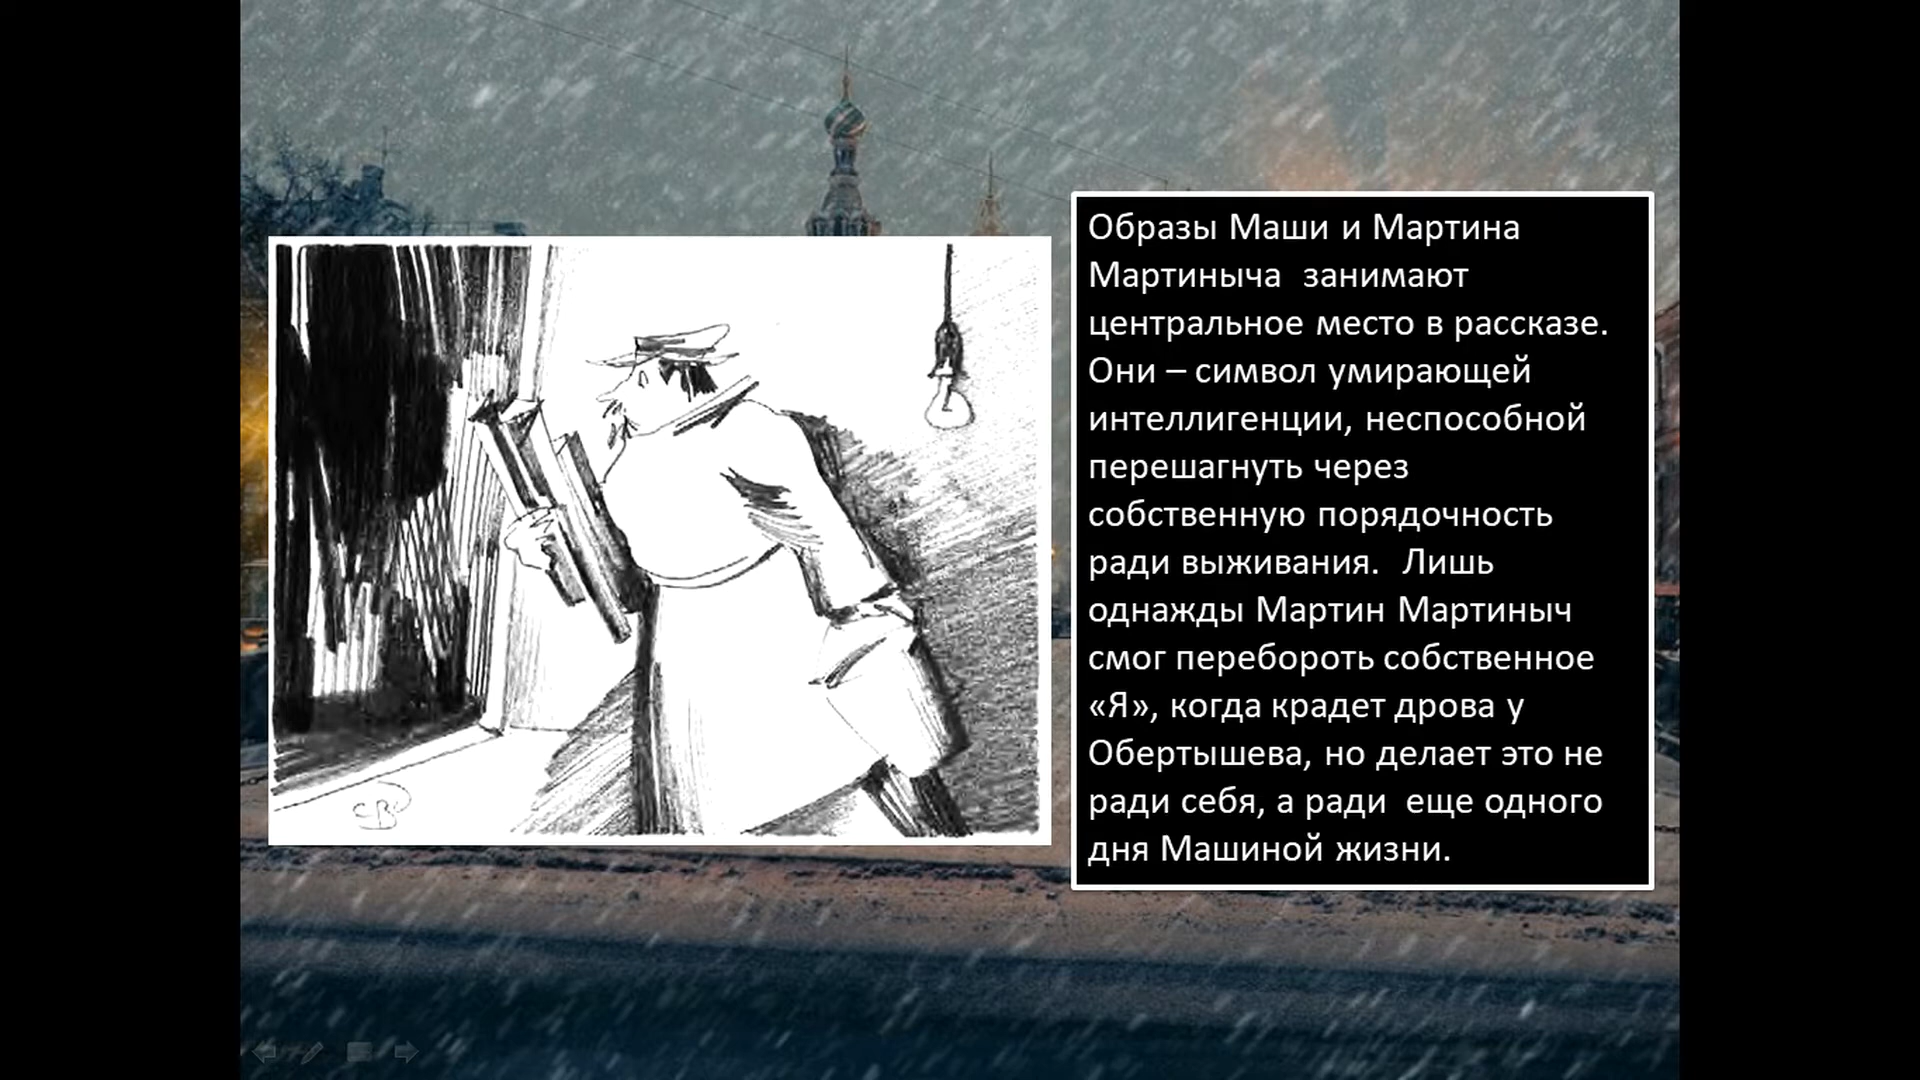 Образы Маши и Мартина
Мартиныча  занимают
центральное место в рассказе.
Они – символ умирающей
интеллигенции, неспособной
перешагнуть через
собственную порядочность
ради выживания.  Лишь
однажды Мартин Мартиныч
смог перебороть собственное
«Я», когда крадет дрова у
Обертышева, но делает это не
ради себя, а ради  еще одного
дня Машиной жизни.